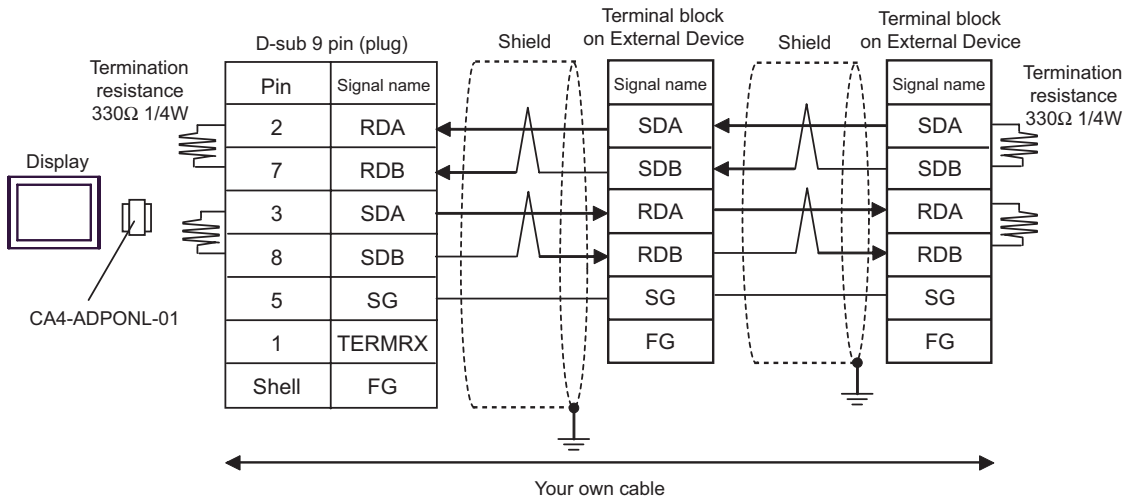 Terminal block
on External Device
Terminal block
on External Device
D-sub 9 pin (plug)
Shield
Shield
Termination
resistance
330Ω 1/4W
Termination
resistance
330Ω 1/4W
Display
CA4-ADPONL-01
Pin Signal name
2 RDA
7 RDB
3 SDA
8 SDB
5 SG
1 TERMRX
Shell FG
Signal name
SDA
SDB
RDA
RDB
SG
FG
Signal name
SDA
SDB
RDA
RDB
SG
FG
Your own cable